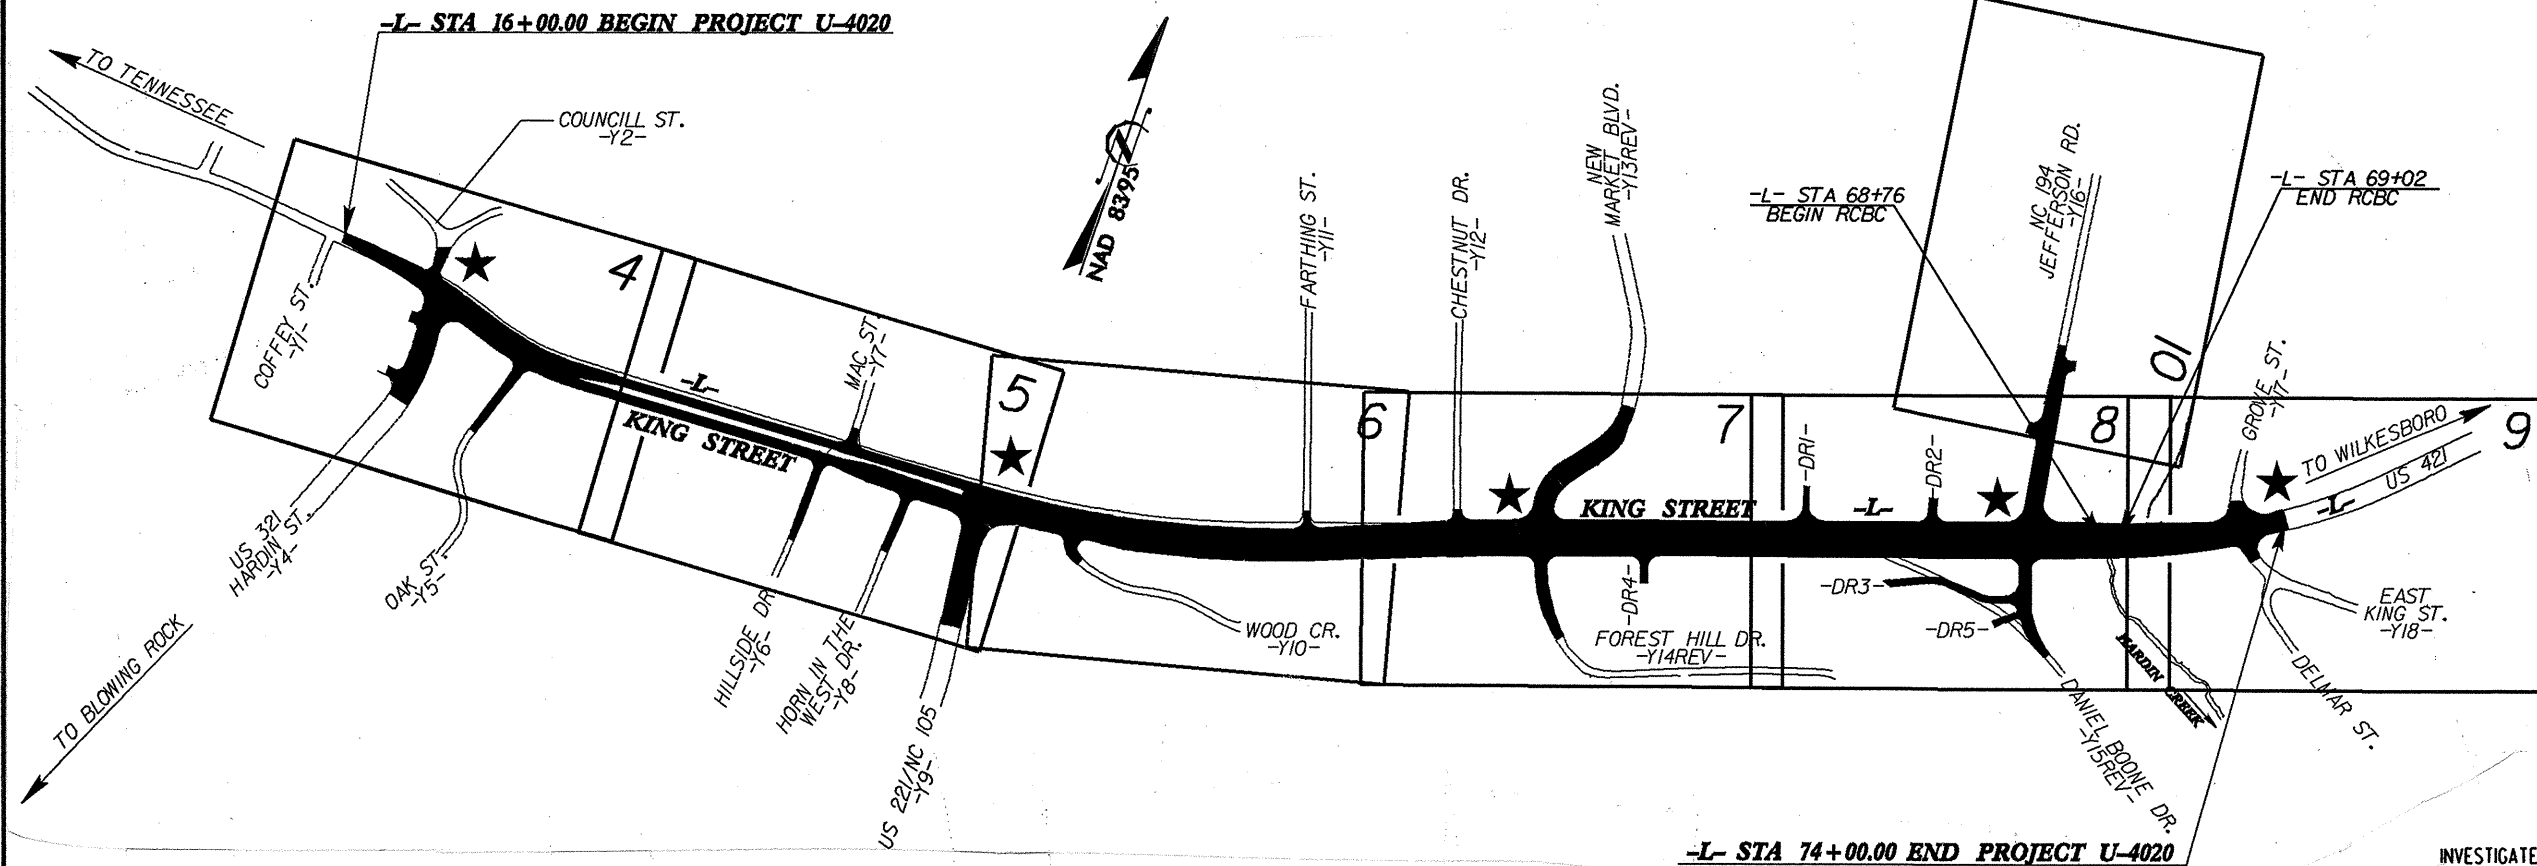 -L- STA 16+00.00 BEGIN PROJECT U-4020
TO TENNESSEE
COUNCILL ST.
-Y2-
NAD 83/95
COFFEY ST.
-Y1-
4
MAC ST.
-Y7-
-L-
KING STREET
5
FARTHING ST.
-Y11-
CHESTNUT DR.
-Y12-
NEW
MARKET BLVD.
-Y13REV-
-L- STA 68+76
BEGIN RCBC
NC 194
JEFFERSON RD.
-Y16-
-L- STA 69+02
END RCBC
6
7
8
10
9
-DR1-
-DR2-
GROVE ST.
-Y17-
TO WILKESBORO
US 421
-L-
KING STREET
-L-
US 321
HARDIN ST.
-Y4-
OAK ST.
-Y5-
HILLSIDE DR.
-Y6-
HORN IN THE
WEST DR.
-Y8-
US 221/NC 105
-Y9-
WOOD CR.
-Y10-
-DR4-
FOREST HILL DR.
-Y14REV-
-DR3-
-DR5-
HARDIN CREEK
DANIEL BOONE DR.
-Y15REV-
EAST
KING ST.
-Y18-
DELMAR ST.
TO BLOWING ROCK
-L- STA 74+00.00 END PROJECT U-4020
INVESTIGATE